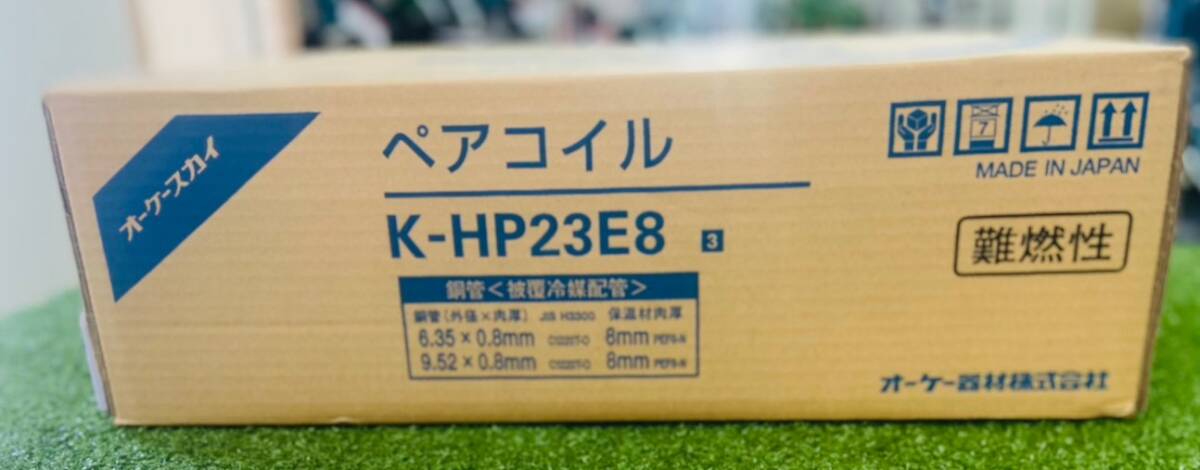 オーケースカイ
ペアコイル
K-HP23E8 3
7
MADE IN JAPAN
難燃性
銅管<被覆冷媒配管>
銅管(外径×肉厚) JIS H3300 保温材肉厚
6.35×0.8mm C1220T-O 8mm
9.52×0.8mm C1220T-O 8mm
オーケー器材株式会社